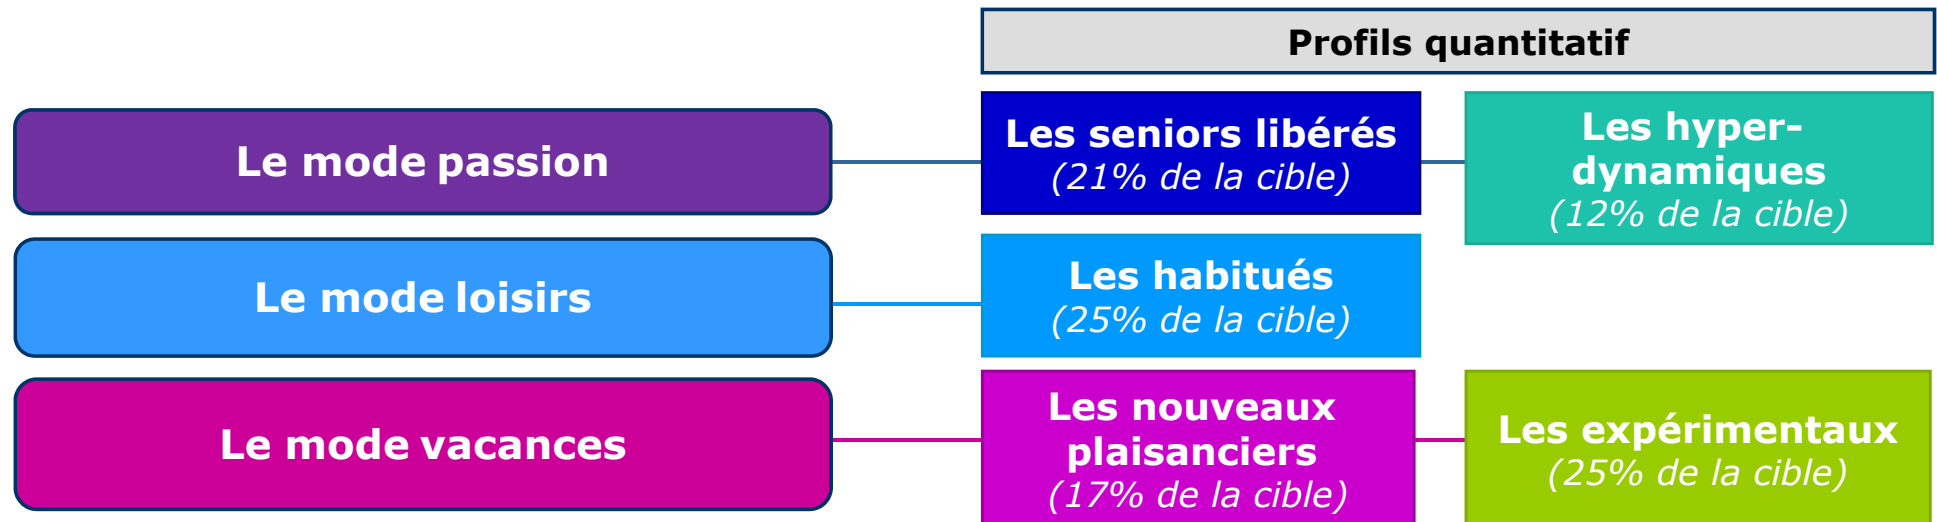 Profils quantitatif
Le mode passion
Les seniors libérés
(21% de la cible)
Les hyper-
dynamiques
(12% de la cible)
Le mode loisirs
Les habitués
(25% de la cible)
Le mode vacances
Les nouveaux
plaisanciers
(17% de la cible)
Les expérimentaux
(25% de la cible)